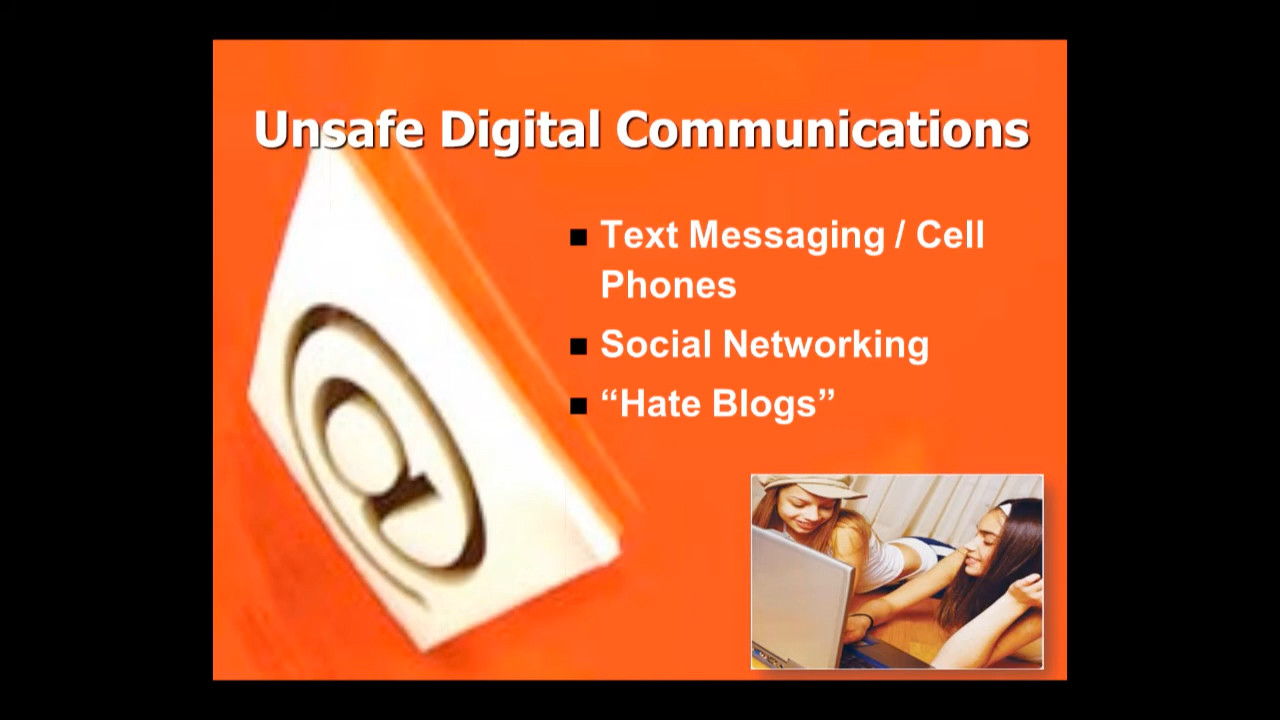 Unsafe Digital Communications
■ Text Messaging / Cell
Phones
■ Social Networking
■ “Hate Blogs”
@